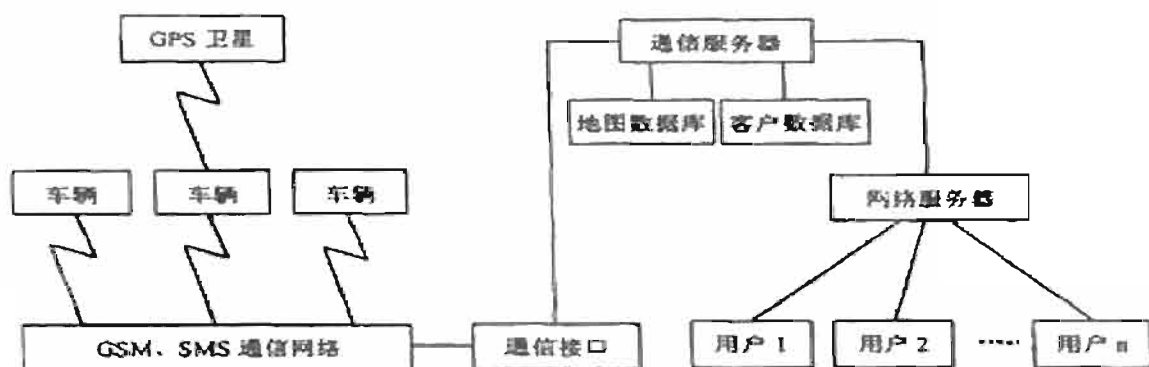 GPS 卫星
通信服务器
地图数据库
客户数据库
车辆
车辆
车辆
网络服务器
GSM、SMS 通信网络
通信接口
用户 1
用户 2
……
用户 n